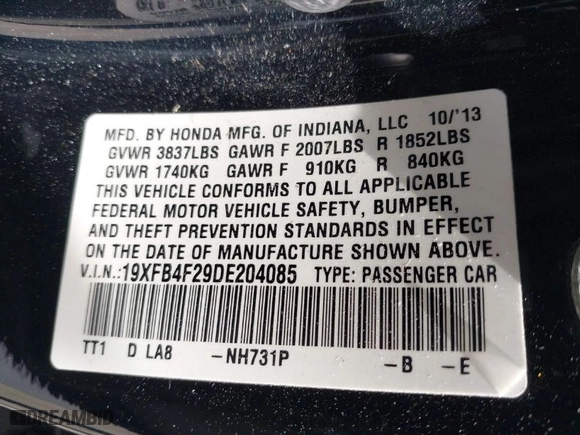 MFD. BY HONDA MFG. OF INDIANA, LLC 10/'13
GVWR 3837LBS GAWR F 2007LBS R 1852LBS
GVWR 1740KG GAWR F 910KG R 840KG
THIS VEHICLE CONFORMS TO ALL APPLICABLE
FEDERAL MOTOR VEHICLE SAFETY, BUMPER,
AND THEFT PREVENTION STANDARDS IN EFFECT
ON THE DATE OF MANUFACTURE SHOWN ABOVE.
V.I.N.:19XFB4F29DE204085 TYPE: PASSENGER CAR
TT1 D LA8 -NH731P -B -E
DREAMBID